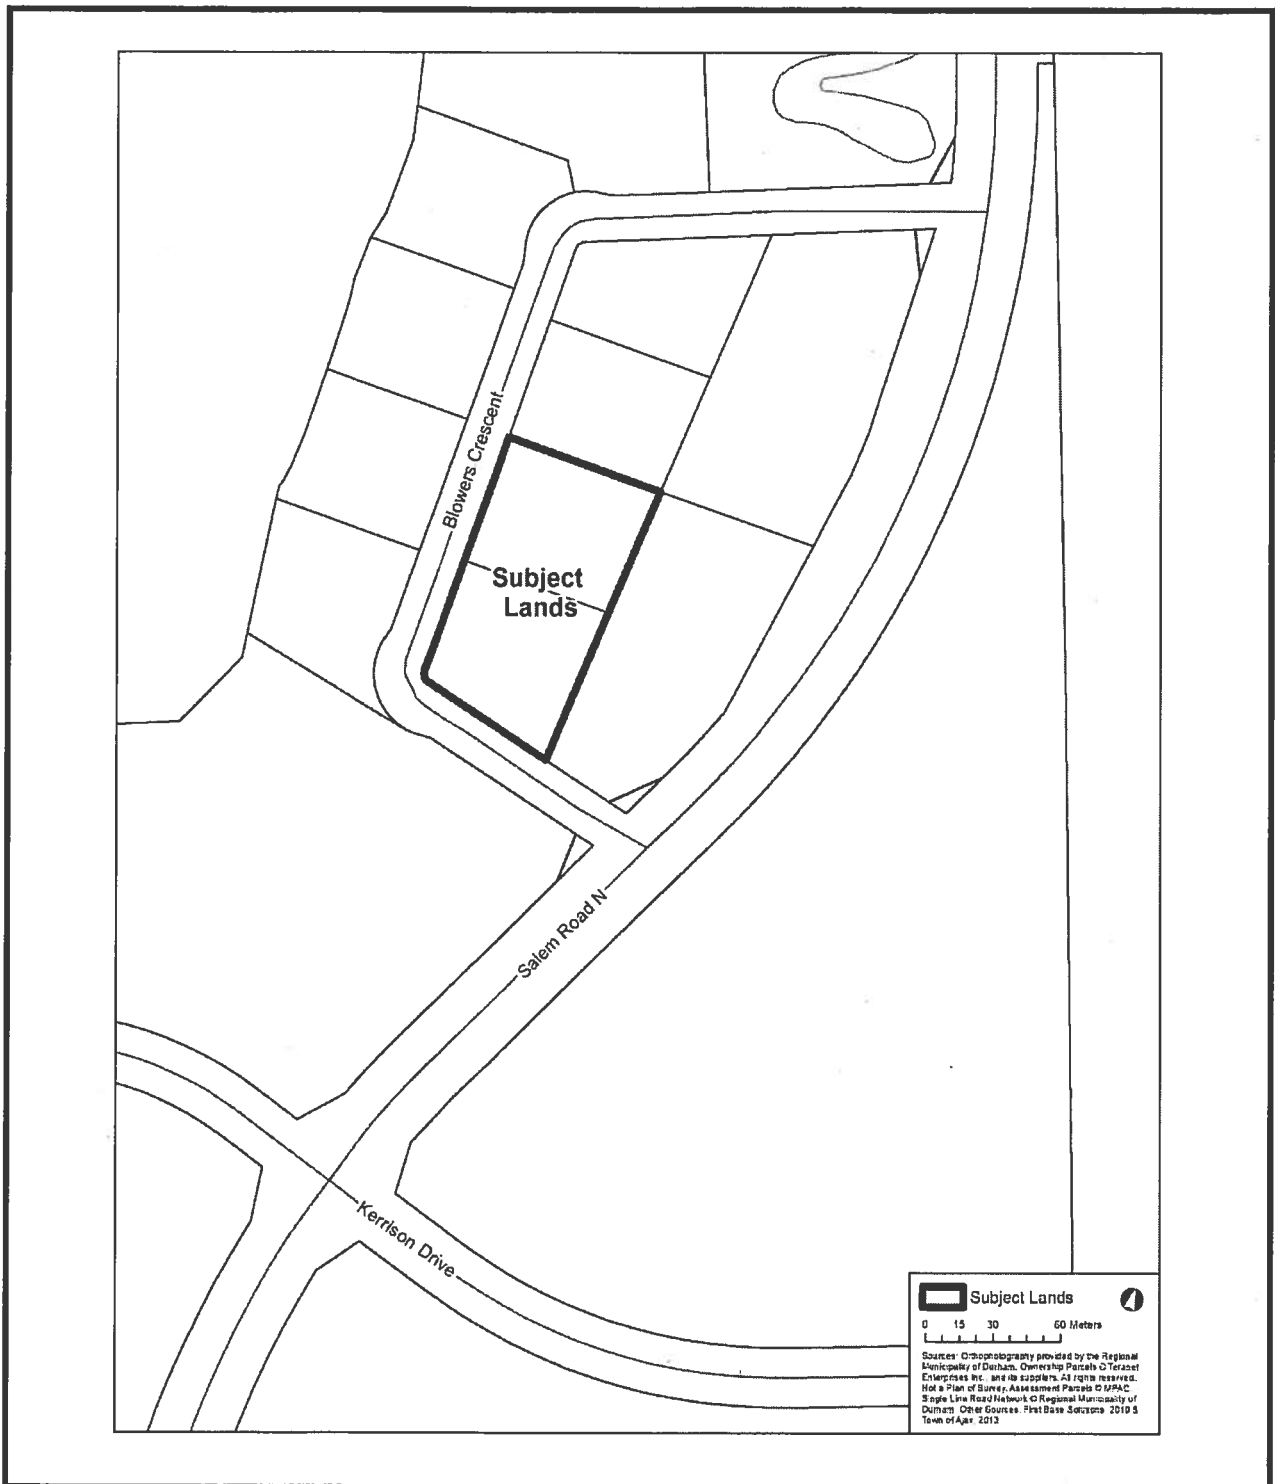 Blowers Crescent
Subject
Lands
Salem Road N
Kerrison Drive
Subject Lands
0 15 30 60 Meters
Sources: Orthophotography provided by the Regional
Municipality of Durham. Ownership Parcels © Teranet
Enterprises Inc., and its suppliers. All rights reserved.
Not a Plan of Survey. Assessment Parcels © MPAC
Single Line Road Network © Regional Municipality of
Durham Other Sources: First Base Solutions 2010 &
Town of Ajax, 2013